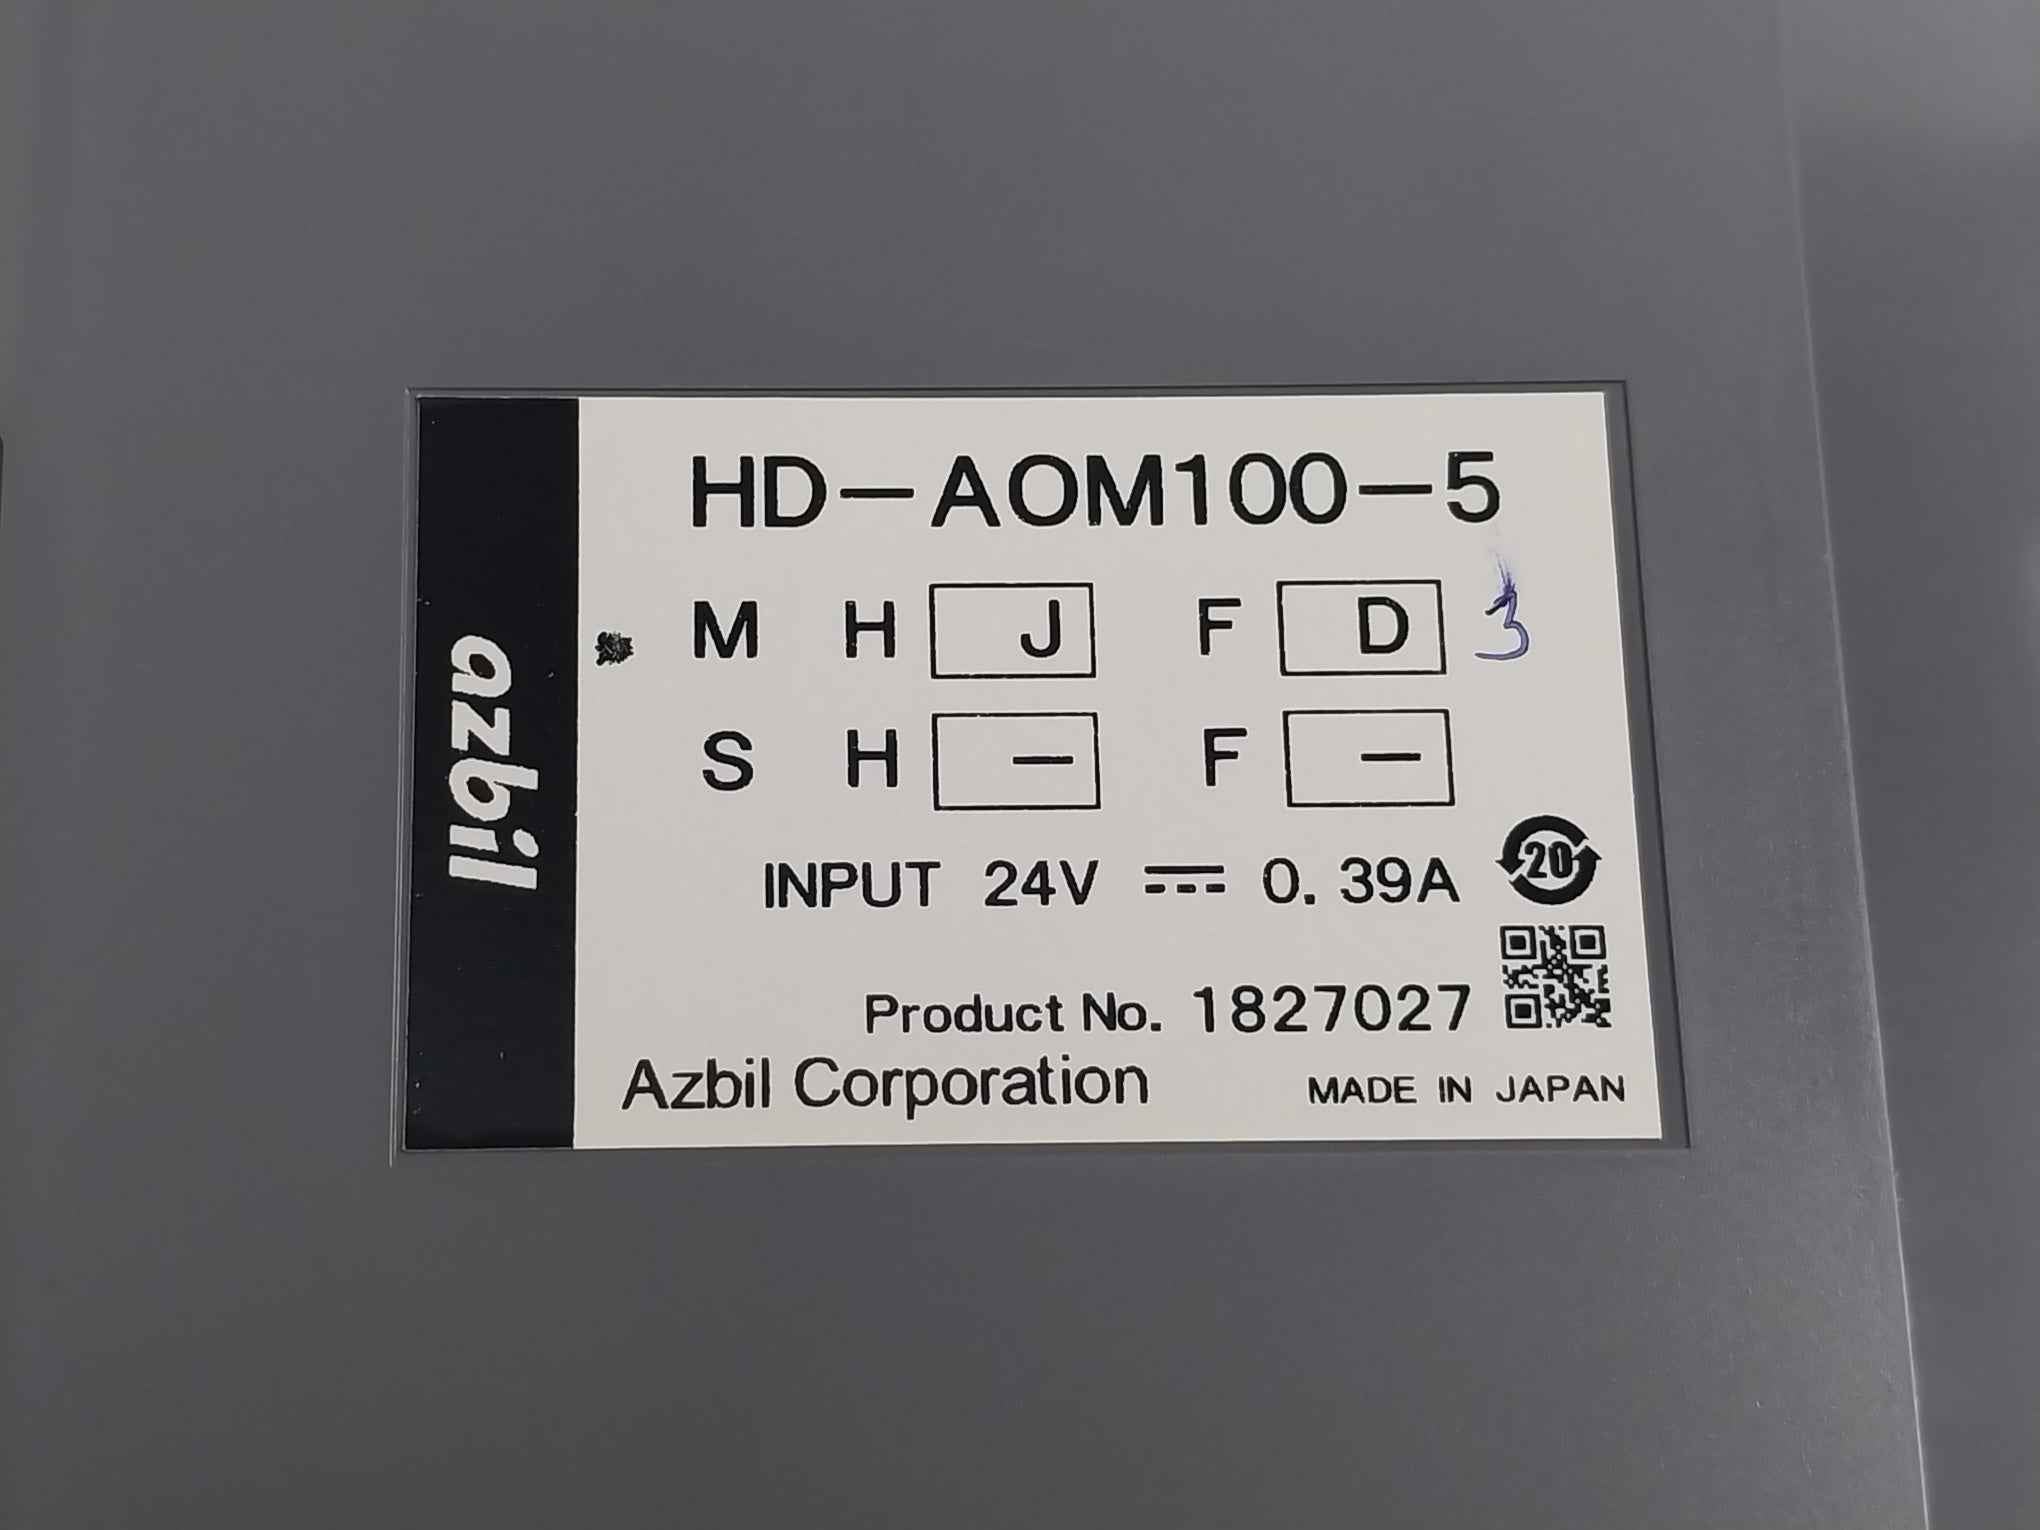 azbil
HD-AOM100-5
M H J F D 3
S H - F -
INPUT 24V ⎓ 0.39A
20
Product No. 1827027
Azbil Corporation MADE IN JAPAN